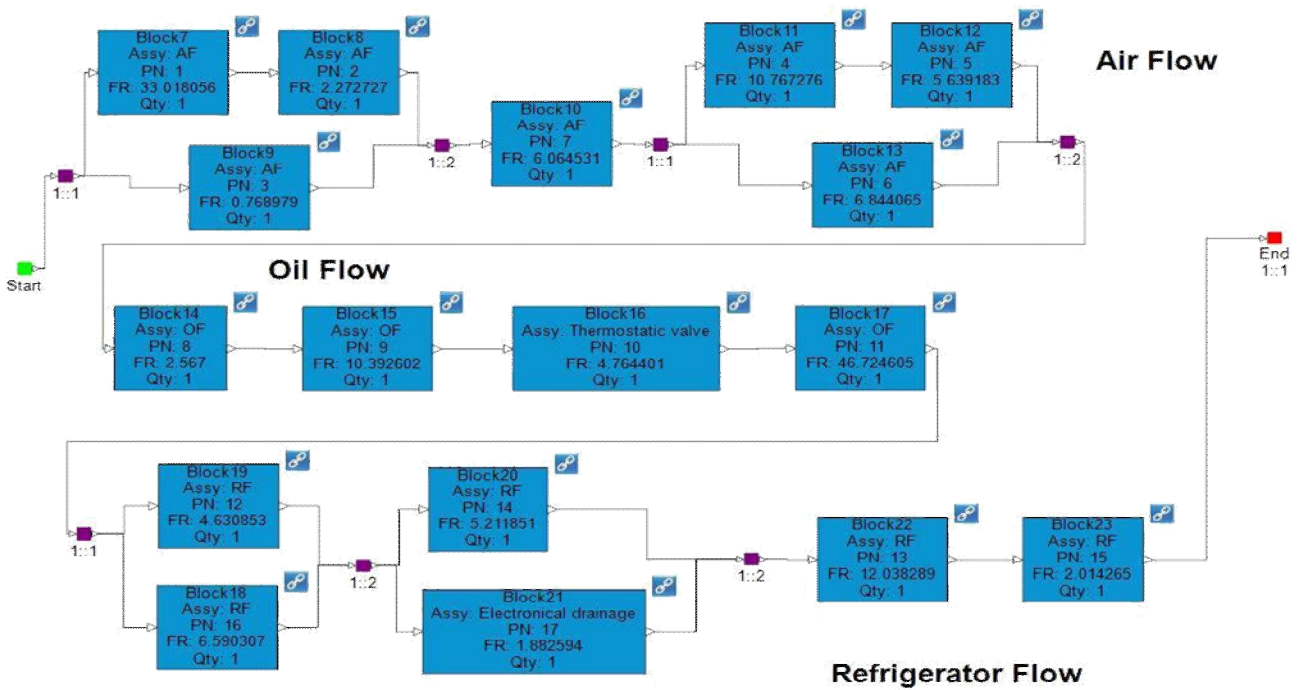 Block7
Assy: AF
PN: 1
FR: 33.018056
Qty: 1
Block8
Assy: AF
PN: 2
FR: 2.272727
Qty: 1
Block9
Assy: AF
PN: 3
FR: 0.768979
Qty: 1
1::1
Start
1::2
Block10
Assy: AF
PN: 7
FR: 6.064531
Qty: 1
1::1
Block11
Assy: AF
PN: 4
FR: 10.767276
Qty: 1
Block12
Assy: AF
PN: 5
FR: 5.639183
Qty: 1
Block13
Assy: AF
PN: 6
FR: 6.844065
Qty: 1
1::2
Air Flow
End
1::1
Oil Flow
Block14
Assy: OF
PN: 8
FR: 2.567
Qty: 1
Block15
Assy: OF
PN: 9
FR: 10.392602
Qty: 1
Block16
Assy: Thermostatic valve
PN: 10
FR: 4.764401
Qty: 1
Block17
Assy: OF
PN: 11
FR: 46.724605
Qty: 1
1::1
Block19
Assy: RF
PN: 12
FR: 4.630853
Qty: 1
Block18
Assy: RF
PN: 16
FR: 6.590307
Qty: 1
1::2
Block20
Assy: RF
PN: 14
FR: 5.211851
Qty: 1
Block21
Assy: Electronical drainage
PN: 17
FR: 1.882594
Qty: 1
1::2
Block22
Assy: RF
PN: 13
FR: 12.038289
Qty: 1
Block23
Assy: RF
PN: 15
FR: 2.014265
Qty: 1
Refrigerator Flow